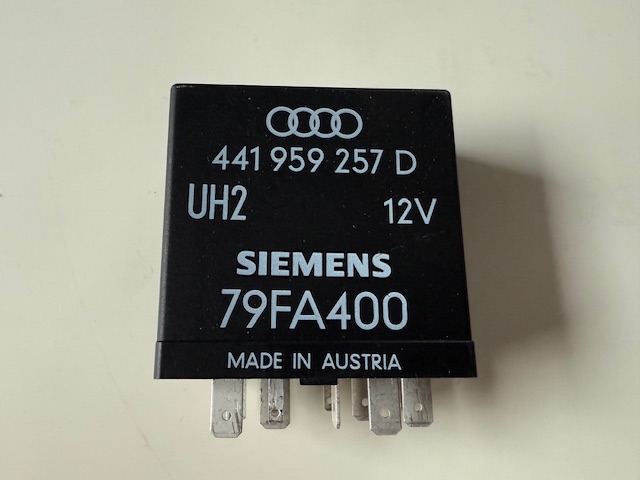 441 959 257 D
UH2 12V
SIEMENS
79FA400
MADE IN AUSTRIA